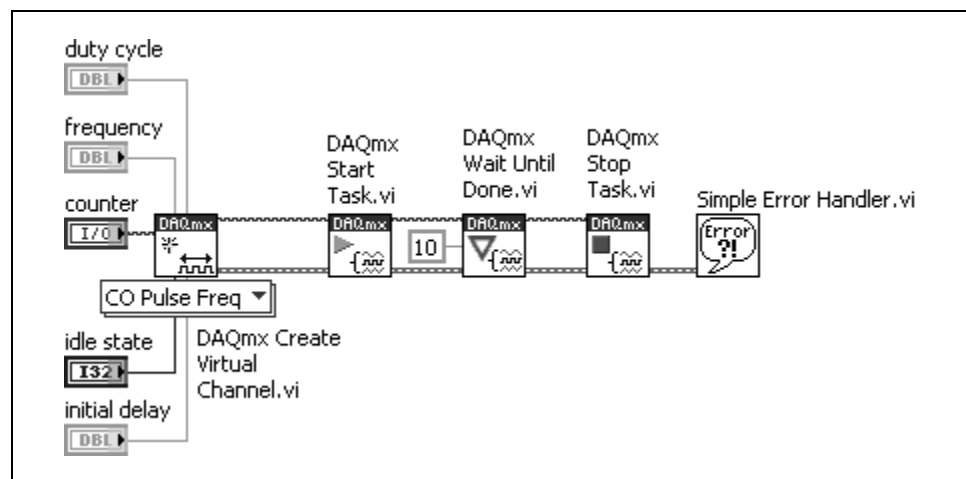 duty cycle
DBL
frequency
DBL
counter
I/O
DAQmx
CO Pulse Freq
idle state
I32
initial delay
DBL
DAQmx Create
Virtual
Channel.vi
DAQmx
Start
Task.vi
DAQmx
10
DAQmx
Wait Until
Done.vi
DAQmx
DAQmx
Stop
Task.vi
DAQmx
Simple Error Handler.vi
Error
?!